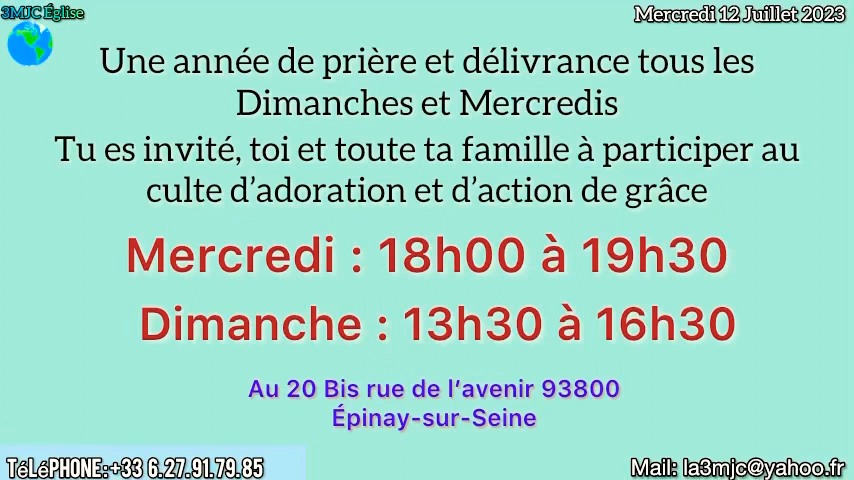 3MJC Église
Mercredi 12 Juillet 2023
Une année de prière et délivrance tous les
Dimanches et Mercredis
Tu es invité, toi et toute ta famille à participer au
culte d’adoration et d’action de grâce
Mercredi : 18h00 à 19h30
Dimanche : 13h30 à 16h30
Au 20 Bis rue de l’avenir 93800
Épinay-sur-Seine
TéLéPHONE:+33 6.27.91.79.85
Mail: la3mjc@yahoo.fr